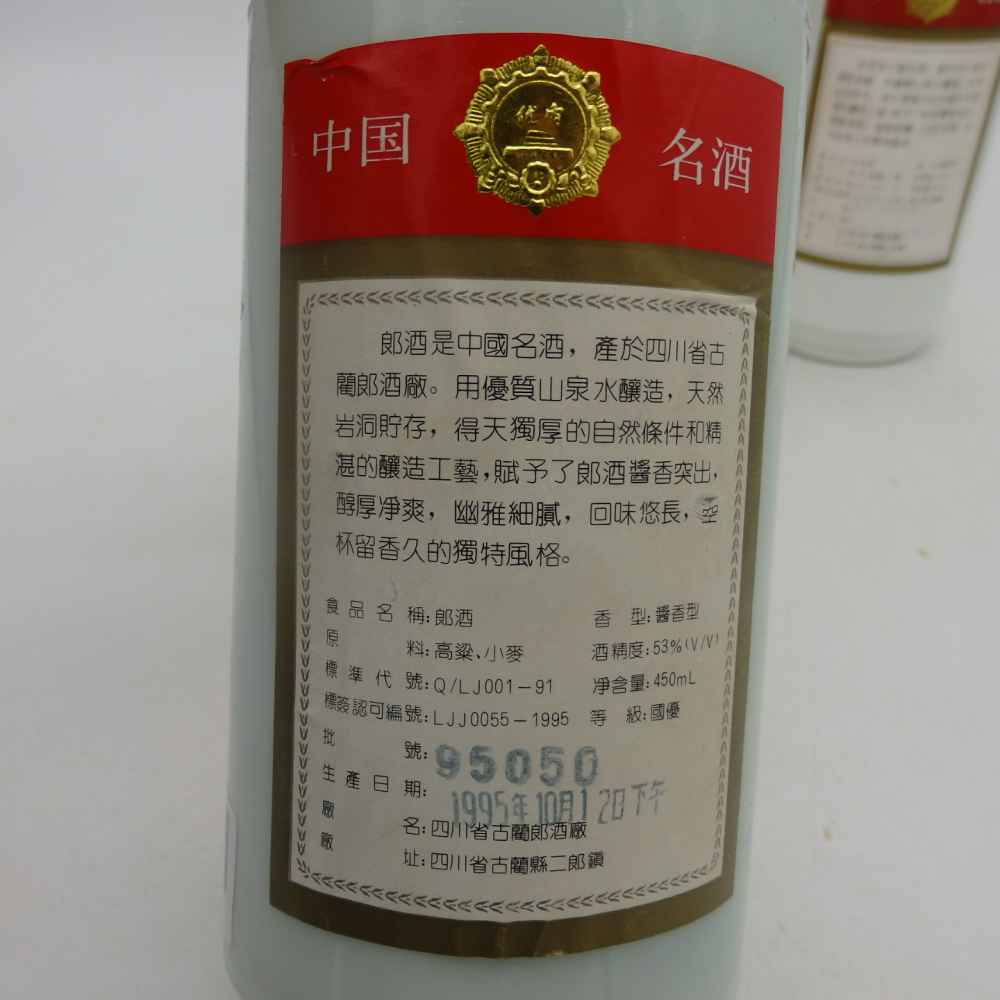 中国
名酒
郎酒是中國名酒，產於四川省古
藺郎酒廠。用優質山泉水釀造，天然
岩洞貯存，得天獨厚的自然條件和精
湛的釀造工藝，賦予了郎酒醬香突出，
醇厚凈爽，幽雅細膩，回味悠長，空
杯留香久的獨特風格。
食品名稱：郎酒 香型：醬香型
原料：高粱、小麥 酒精度：53%(V/V)
標準代號：Q/LJ001-91 净含量：450mL
標簽認可編號：LJJ0055-1995 等級：國優
批號：95050
生產日期：1995年10月12日下午
廠名：四川省古藺郎酒廠
廠址：四川省古藺縣二郎鎮